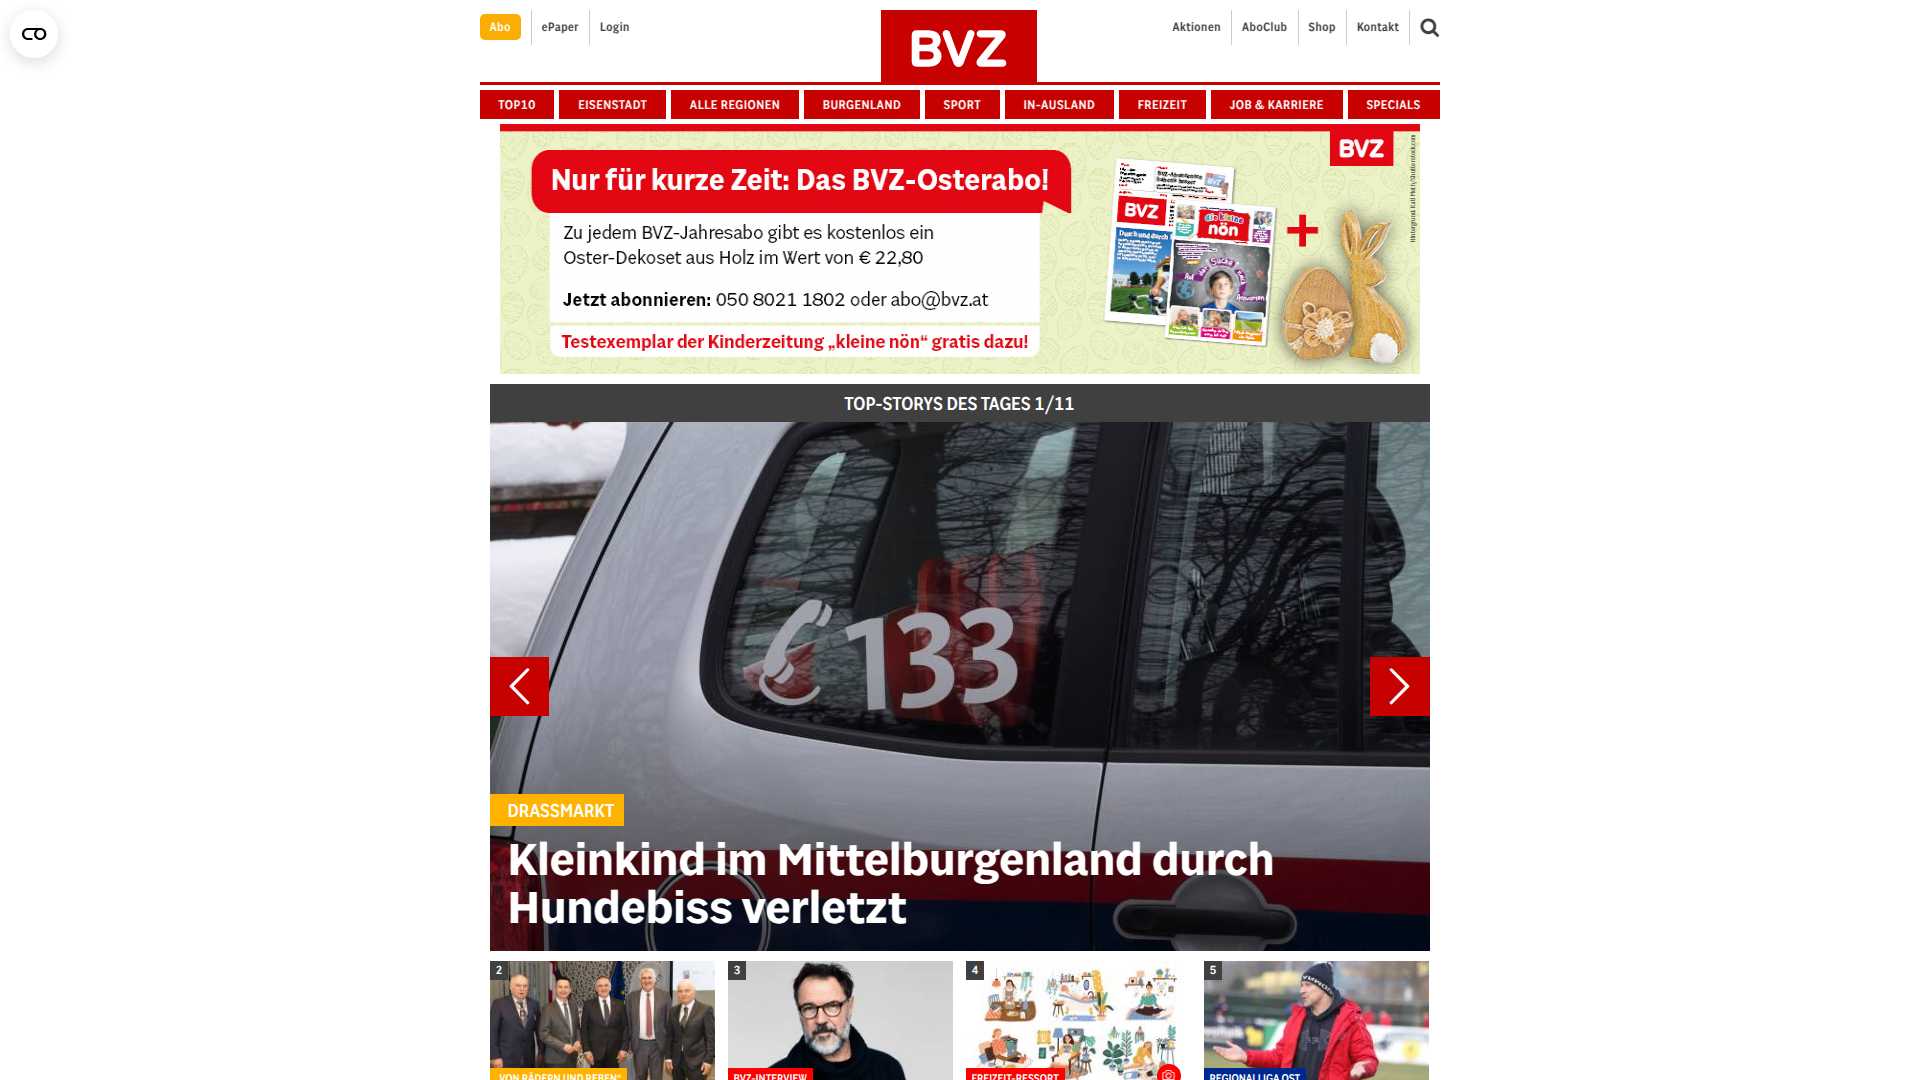 Abo
ePaper
Login
BVZ
Aktionen
AboClub
Shop
Kontakt
TOP10
EISENSTADT
ALLE REGIONEN
BURGENLAND
SPORT
IN-AUSLAND
FREIZEIT
JOB & KARRIERE
SPECIALS
BVZ
Nur für kurze Zeit: Das BVZ-Osterabo!
Zu jedem BVZ-Jahresabo gibt es kostenlos ein
Oster-Dekoset aus Holz im Wert von € 22,80
Jetzt abonnieren: 050 8021 1802 oder abo@bvz.at
Testexemplar der Kinderzeitung „kleine nön“ gratis dazu!
BVZ
die kleine
nön
+
TOP-STORYS DES TAGES 1/11
133
DRASSMARKT
Kleinkind im Mittelburgenland durch
Hundebiss verletzt
2
3
4
5
„VON RÄDERN UND REBEN“
BVZ-INTERVIEW
FREIZEIT-RESSORT
REGIONALLIGA OST